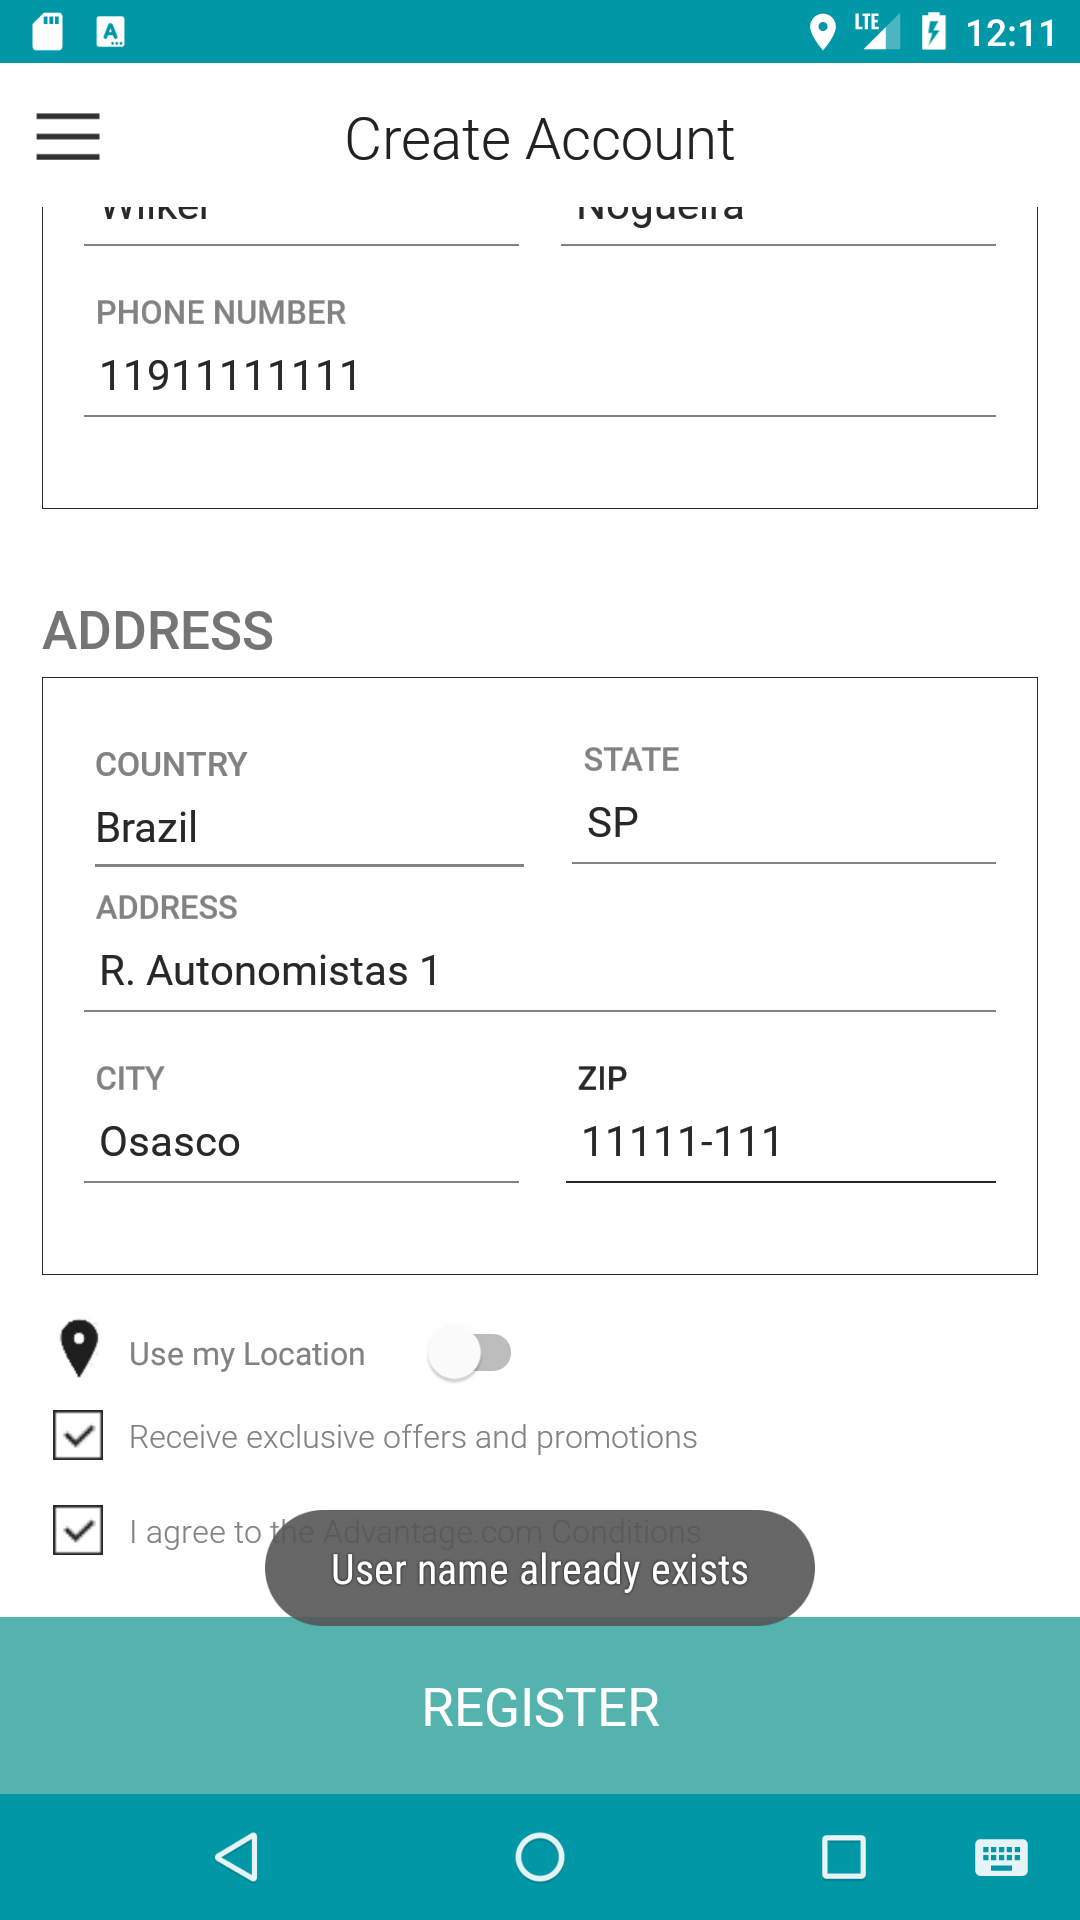 LTE 12:11
Create Account
Wilker Nogueira
PHONE NUMBER
11911111111
ADDRESS
COUNTRY STATE
Brazil SP
ADDRESS
R. Autonomistas 1
CITY ZIP
Osasco 11111-111
Use my Location
Receive exclusive offers and promotions
I agree to the Advantage.com Conditions
User name already exists
REGISTER